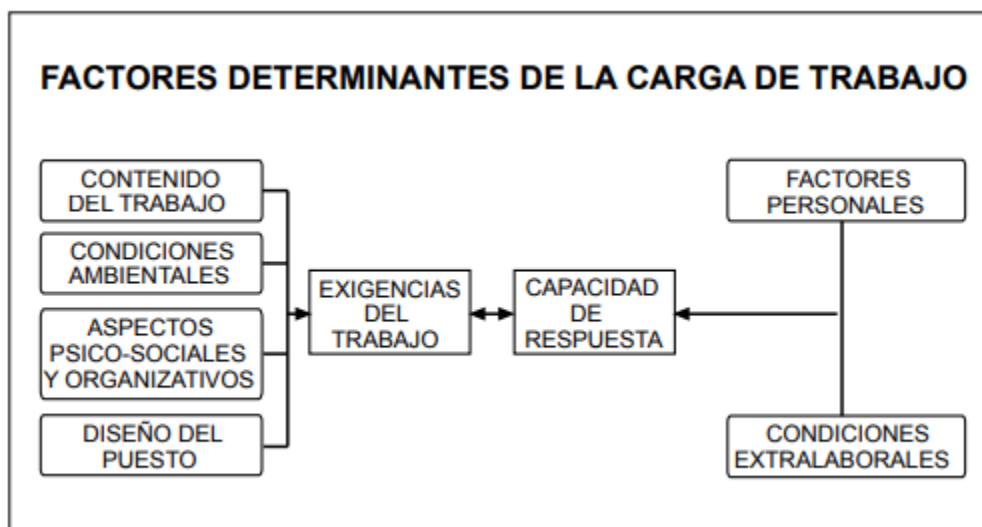 FACTORES DETERMINANTES DE LA CARGA DE TRABAJO
CONTENIDO
DEL TRABAJO
CONDICIONES
AMBIENTALES
ASPECTOS
PSICO-SOCIALES
Y ORGANIZATIVOS
DISEÑO DEL
PUESTO
EXIGENCIAS
DEL
TRABAJO
CAPACIDAD
DE
RESPUESTA
FACTORES
PERSONALES
CONDICIONES
EXTRALABORALES